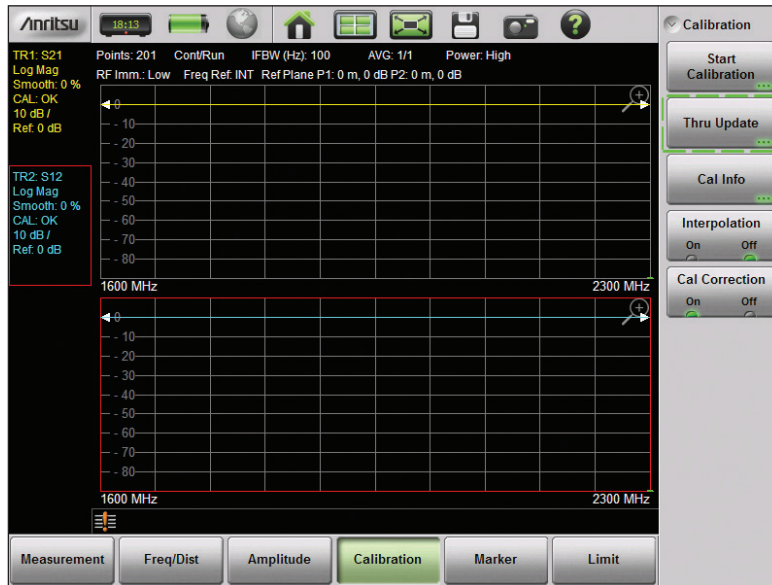 Anritsu
18:13
?
TR1: S21
Log Mag
Smooth: 0 %
CAL: OK
10 dB /
Ref: 0 dB
TR2: S12
Log Mag
Smooth: 0 %
CAL: OK
10 dB /
Ref: 0 dB
Points: 201 Cont/Run IFBW (Hz): 100 AVG: 1/1 Power: High
RF Imm.: Low Freq Ref: INT Ref Plane P1: 0 m, 0 dB P2: 0 m, 0 dB
0
- 10
- 20
- 30
- 40
- 50
- 60
- 70
- 80
1600 MHz 2300 MHz
0
- 10
- 20
- 30
- 40
- 50
- 60
- 70
- 80
1600 MHz 2300 MHz
Calibration
Start
Calibration
Thru Update
Cal Info
Interpolation
On Off
Cal Correction
On Off
Measurement Freq/Dist Amplitude Calibration Marker Limit